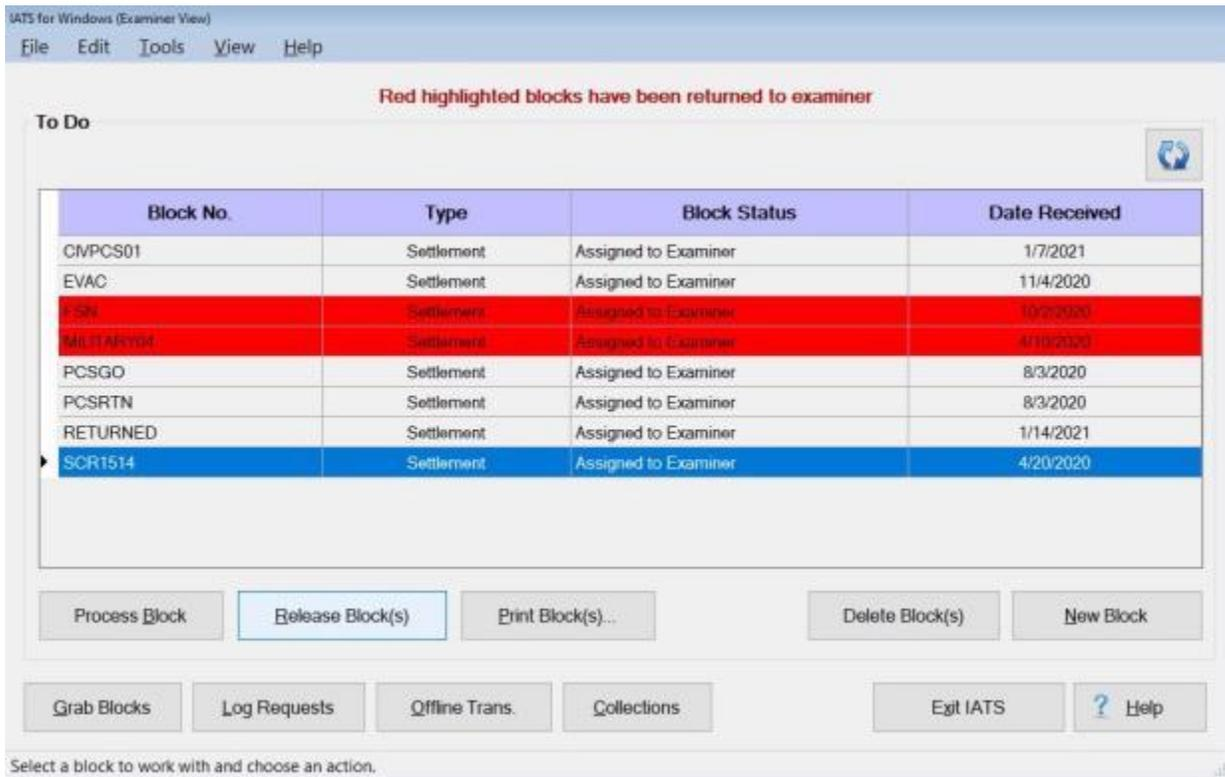 IATS for Windows (Examiner View)
File Edit Tools View Help
Red highlighted blocks have been returned to examiner
To Do
Block No. Type Block Status Date Received
CIVPCS01 Settlement Assigned to Examiner 1/7/2021
EVAC Settlement Assigned to Examiner 11/4/2020
FSN Settlement Assigned to Examiner 10/2/2020
MILITARY04 Settlement Assigned to Examiner 4/10/2020
PCSGO Settlement Assigned to Examiner 8/3/2020
PCSRTN Settlement Assigned to Examiner 8/3/2020
RETURNED Settlement Assigned to Examiner 1/14/2021
SCR1514 Settlement Assigned to Examiner 4/20/2020
Process Block Release Block(s) Print Block(s)... Delete Block(s) New Block
Grab Blocks Log Requests Offline Trans. Collections Exit IATS ? Help
Select a block to work with and choose an action.